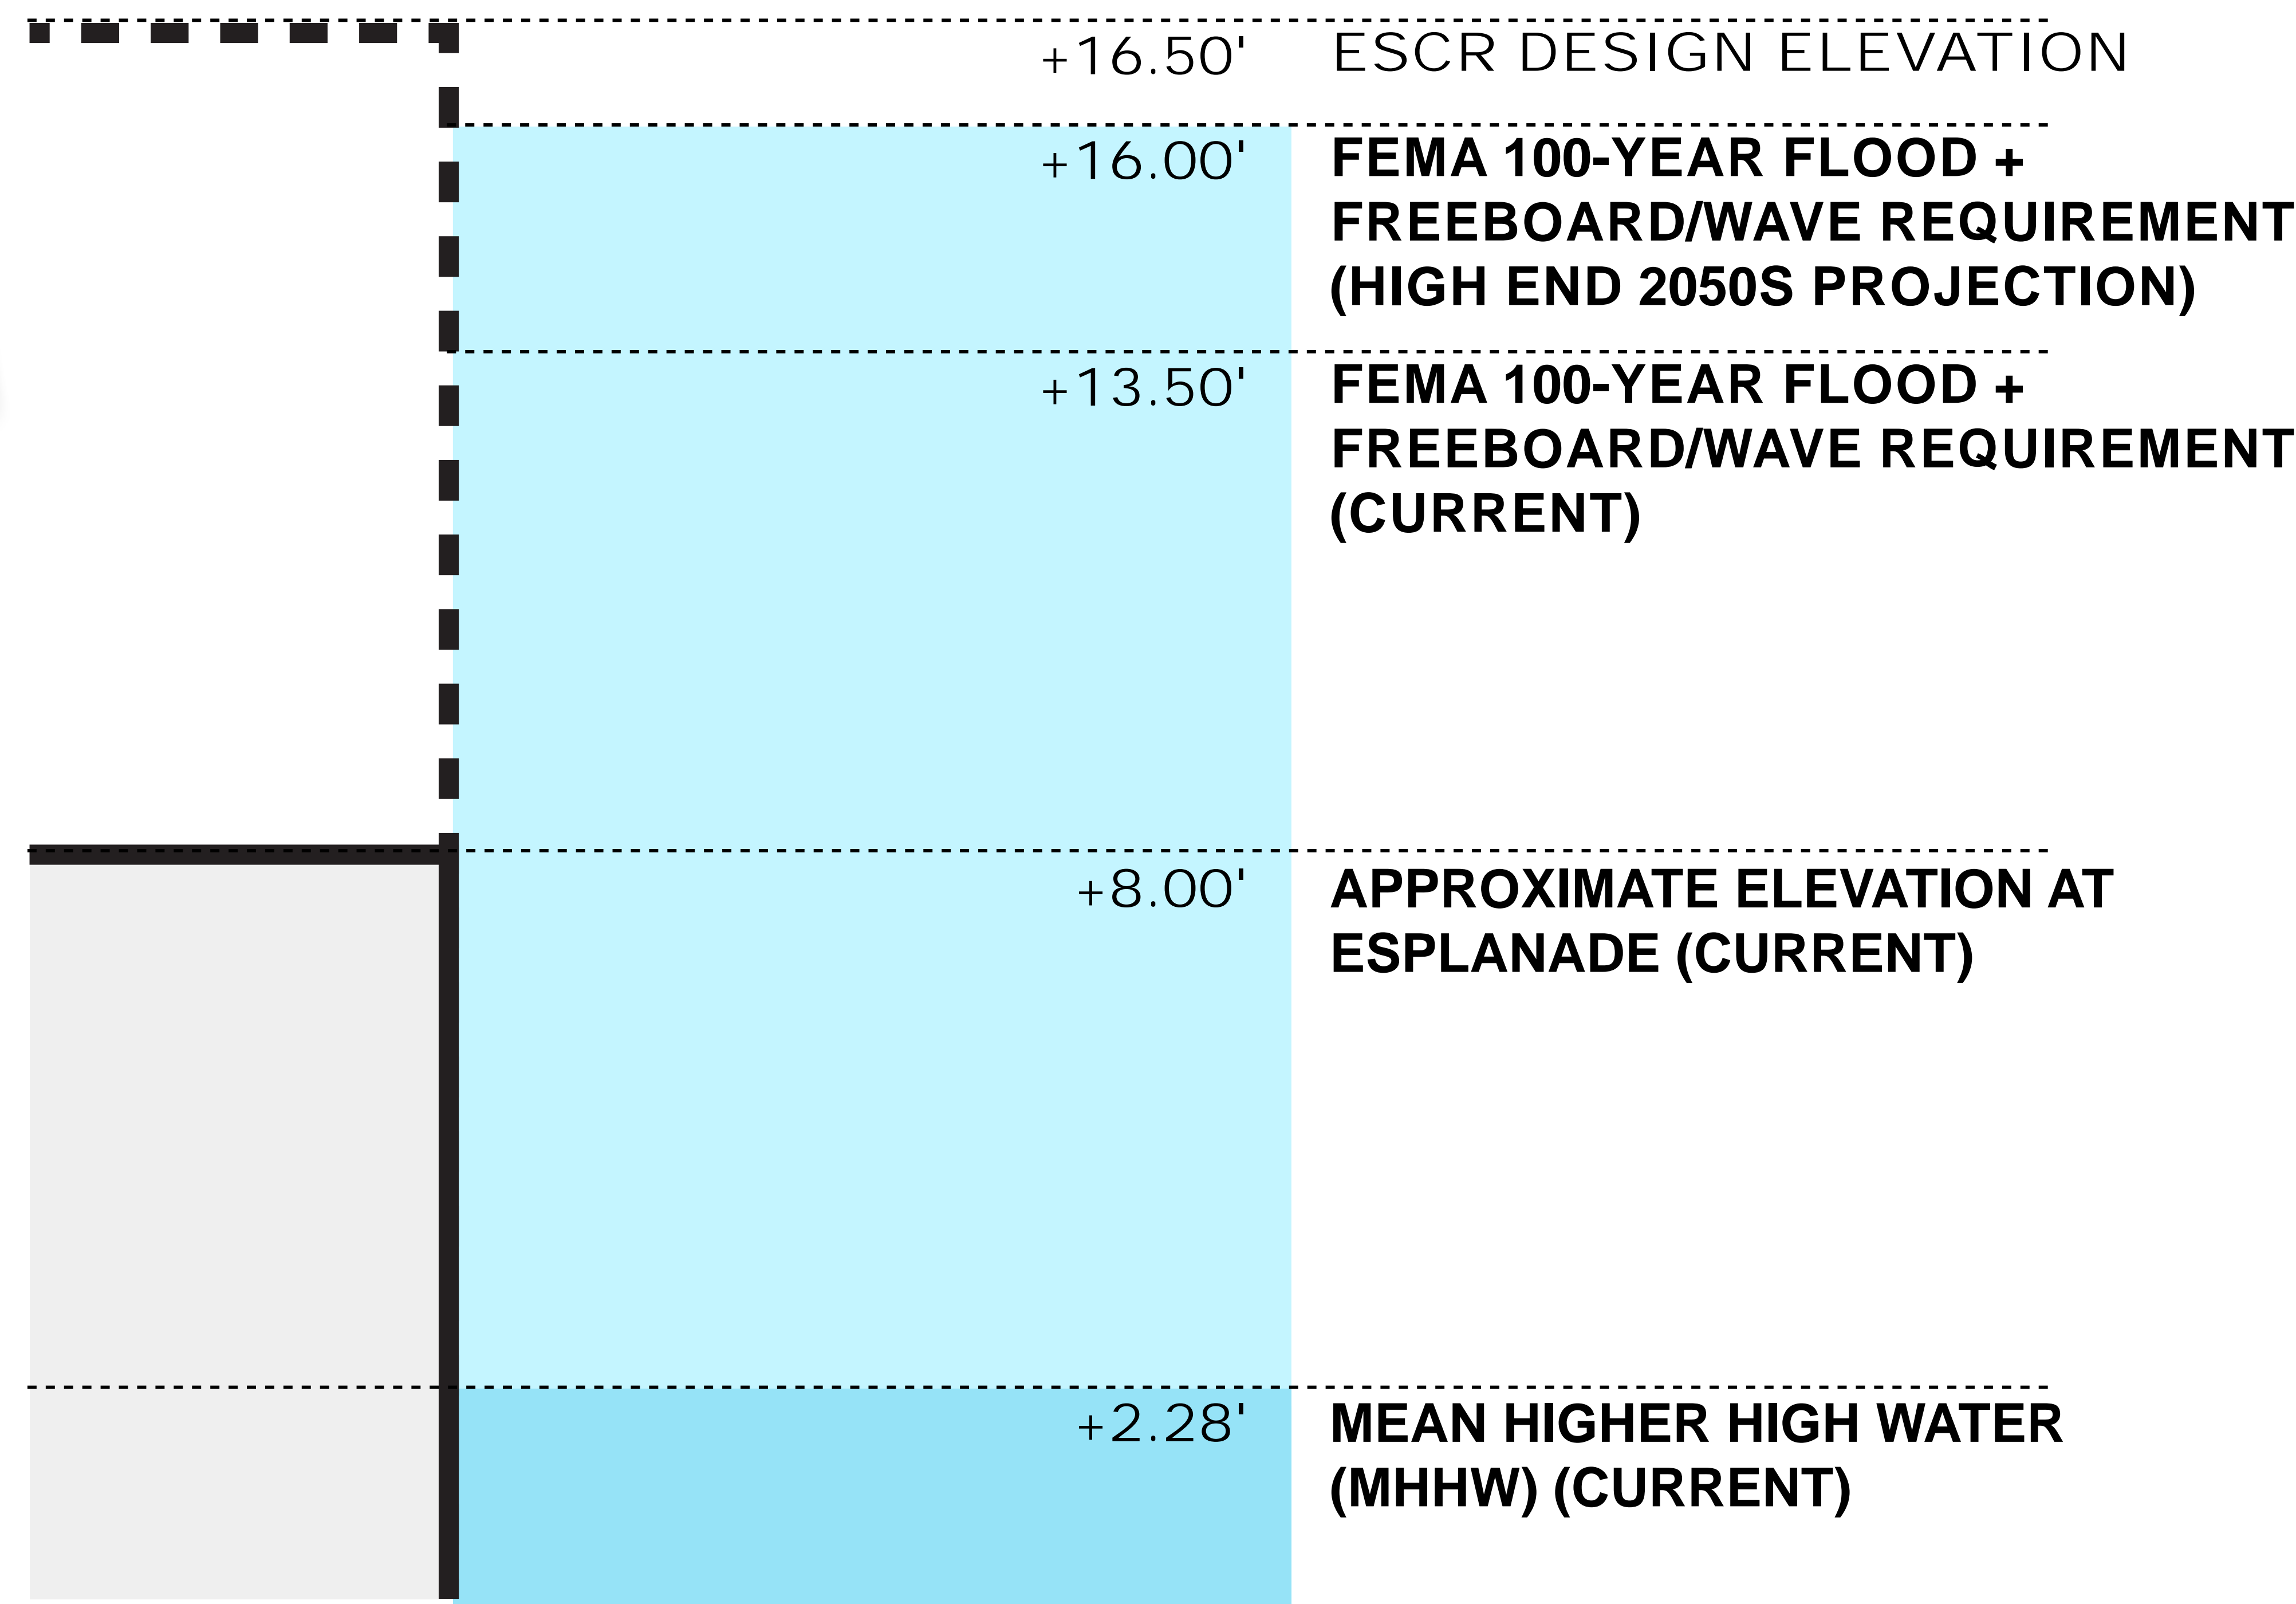 +16.50' ESCR DESIGN ELEVATION
+16.00' FEMA 100-YEAR FLOOD +
FREEBOARD/WAVE REQUIREMENT
(HIGH END 2050S PROJECTION)
+13.50' FEMA 100-YEAR FLOOD +
FREEBOARD/WAVE REQUIREMENT
(CURRENT)
+8.00' APPROXIMATE ELEVATION AT
ESPLANADE (CURRENT)
+2.28' MEAN HIGHER HIGH WATER
(MHHW) (CURRENT)